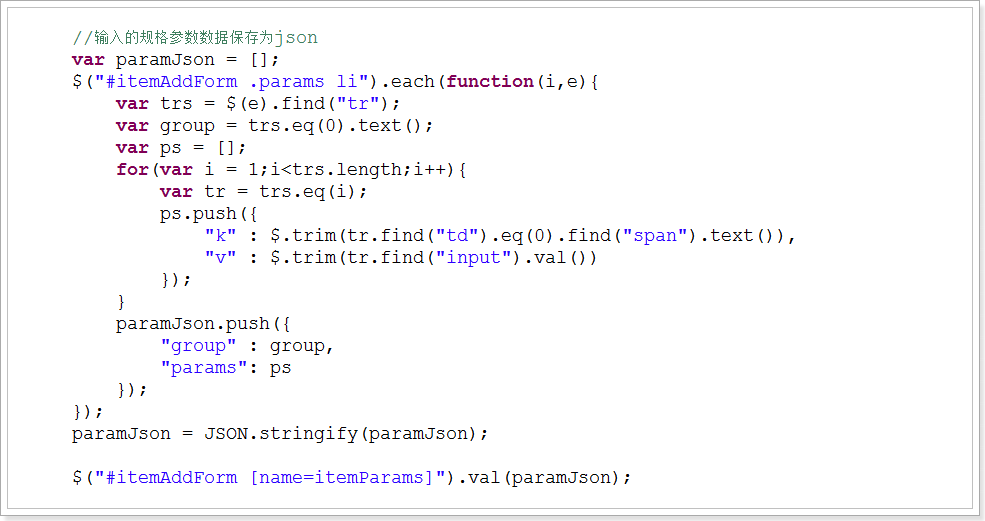 //输入的规格参数数据保存为json
var paramJson = [];
$("#itemAddForm .params li").each(function(i,e){
    var trs = $(e).find("tr");
    var group = trs.eq(0).text();
    var ps = [];
    for(var i = 1;i<trs.length;i++){
        var tr = trs.eq(i);
        ps.push({
            "k" : $.trim(tr.find("td").eq(0).find("span").text()),
            "v" : $.trim(tr.find("input").val())
        });
    }
    paramJson.push({
        "group" : group,
        "params": ps
    });
});
paramJson = JSON.stringify(paramJson);
$("#itemAddForm [name=itemParams]").val(paramJson);